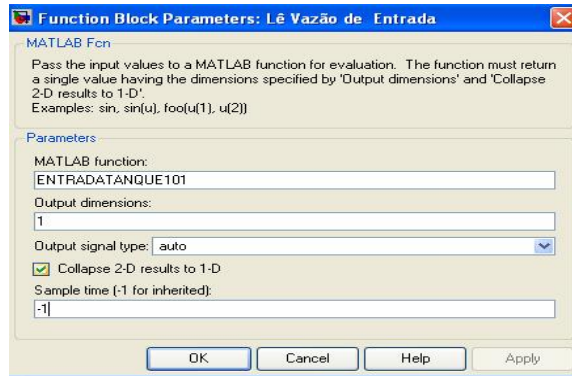 Function Block Parameters: Lê Vazão de Entrada
MATLAB Fcn
Pass the input values to a MATLAB function for evaluation. The function must return
a single value having the dimensions specified by 'Output dimensions' and 'Collapse
2-D results to 1-D'.
Examples: sin, sin(u), foo(u(1), u(2))
Parameters
MATLAB function:
ENTRADATANQUE101
Output dimensions:
1
Output signal type: auto
Collapse 2-D results to 1-D
Sample time (-1 for inherited):
-1
OK Cancel Help Apply